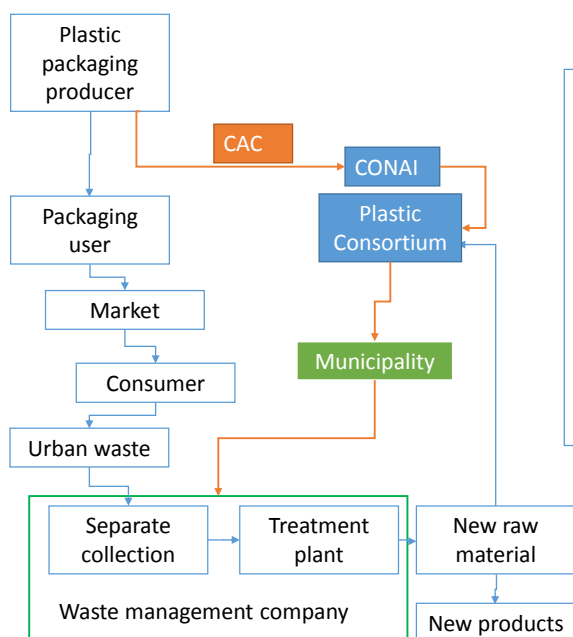 Plastic
packaging
producer
CAC
CONAI
Packaging
user
Plastic
Consortium
Market
Municipality
Consumer
Urban waste
Separate
collection
Treatment
plant
New raw
material
Waste management company
New products